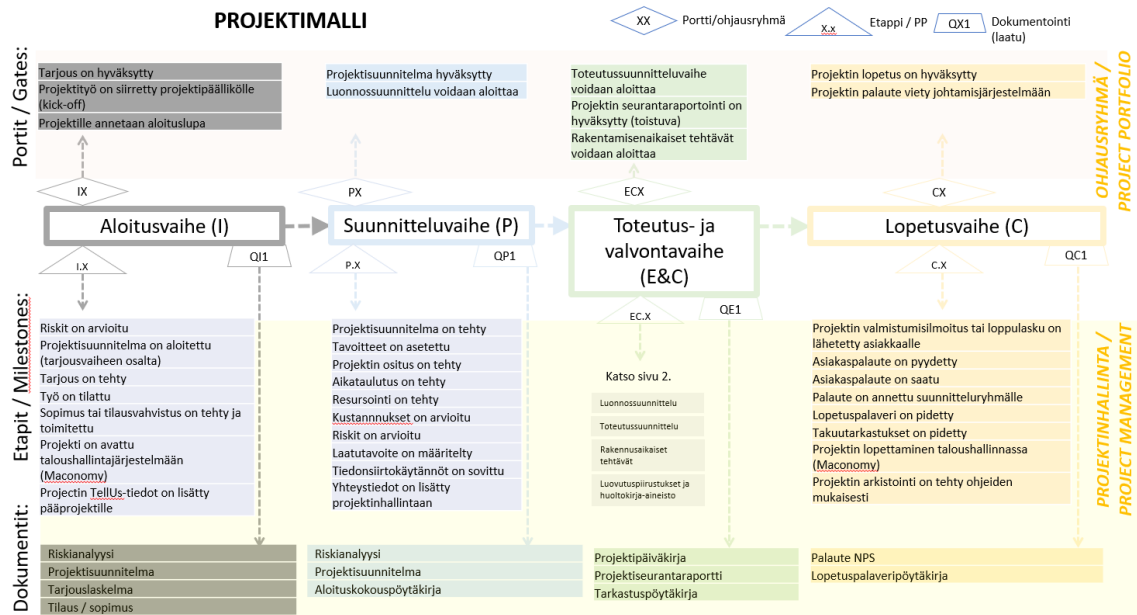 PROJEKTIMALLI
XX
Portti/ohjausryhmä
X.x
Etappi / PP
QX1
Dokumentointi
(laatu)
Portit / Gates:
Tarjous on hyväksytty
Projektityö on siirretty projektipäällikölle
(kick-off)
Projektille annetaan aloituslupa
Projektisuunnitelma hyväksytty
Luonnossuunnittelu voidaan aloittaa
Toteutussuunnitteluvaihe
voidaan aloittaa
Projektin seurantaraportointi on
hyväksytty (toistuva)
Rakentamisenaikaiset tehtävät
voidaan aloittaa
Projektin lopetus on hyväksytty
Projektin palaute viety johtamisjärjestelmään
OHJAUSRYHMÄ /
PROJECT PORTFOLIO
IX
PX
ECX
CX
Aloitusvaihe (I)
Suunnitteluvaihe (P)
Toteutus- ja
valvontavaihe
(E&C)
Lopetusvaihe (C)
I.X
QI1
P.X
QP1
EC.X
QE1
C.X
QC1
Etapit / Milestones:
Riskit on arvioitu
Projektisuunnitelma on aloitettu
(tarjousvaiheen osalta)
Tarjous on tehty
Työ on tilattu
Sopimus tai tilausvahvistus on tehty ja
toimitettu
Projekti on avattu
taloushallintajärjestelmään
(Maconomy)
Projectin TellUs-tiedot on lisätty
pääprojektille
Projektisuunnitelma on tehty
Tavoitteet on asetettu
Projektin ositus on tehty
Aikataulutus on tehty
Resursointi on tehty
Kustannnukset on arvioitu
Riskit on arvioitu
Laatutavoite on määritelty
Tiedonsiirtokäytännöt on sovittu
Yhteystiedot on lisätty
projektinhallintaan
Katso sivu 2.
Luonnossuunnittelu
Toteutussuunnittelu
Rakennusaikaiset
tehtävät
Luovutuspiirustukset ja
huoltokirja-aineisto
Projektin valmistumisilmoitus tai loppulasku on
lähetetty asiakkaalle
Asiakaspalaute on pyydetty
Asiakaspalaute on saatu
Palaute on annettu suunnitteluryhmälle
Lopetuspalaveri on pidetty
Takuutarkastukset on pidetty
Projektin lopettaminen taloushallinnassa
(Maconomy)
Projektin arkistointi on tehty ohjeiden
mukaisesti
PROJEKTINHALLINTA /
PROJECT MANAGEMENT
Dokumentit:
Riskianalyysi
Projektisuunnitelma
Tarjouslaskelma
Tilaus / sopimus
Riskianalyysi
Projektisuunnitelma
Aloituskokouspöytäkirja
Projektipäiväkirja
Projektiseurantaraportti
Tarkastuspöytäkirja
Palaute NPS
Lopetuspalaveripöytäkirja